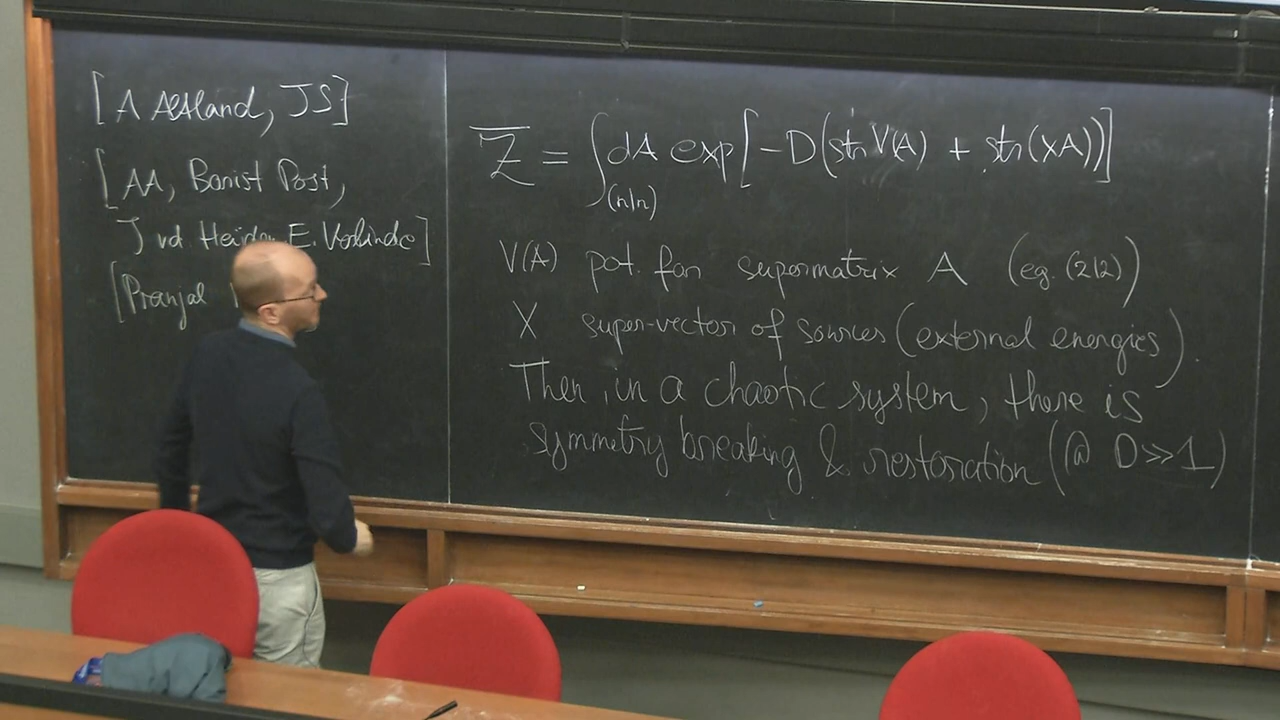 [A Altland, JS]
[AA, Boris Post,
J vd. Heijden E. Verlinde]
[Pranjal
Z̅ = ∫_(n|n) dA exp[-D(str V(A) + str(XA))]
V(A) pot. for supermatrix A (eg. (2|2))
X super-vector of sources (external energies).
Then, in a chaotic system, there is
symmetry breaking & restoration (@ D≫1)